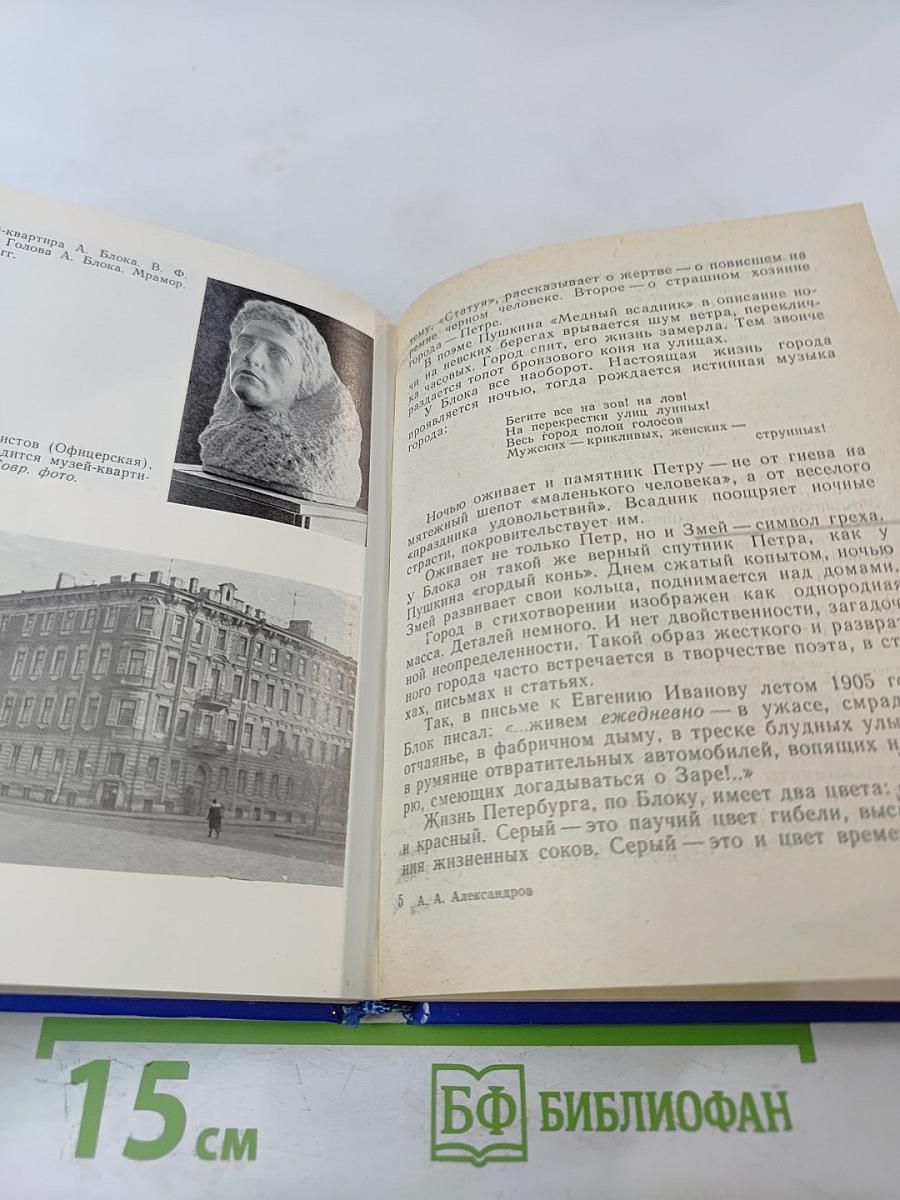 -квартира А. Блока. В. Ф.
Голова А. Блока. Мрамор.
гг.
истов (Офицерская),
дится музей-кварти-
Совр. фото.
тему: «Статуя», рассказывает о жертве — о повисшем на
ремне черном человеке. Второе — о страшном хозяине
города — Петре.
В поэме Пушкина «Медный всадник» в описание но-
чи на невских берегах врывается шум ветра, переклич-
ка часовых. Город спит, его жизнь замерла. Тем звонче
раздается топот бронзового коня на улицах.
У Блока все наоборот. Настоящая жизнь города
проявляется ночью, тогда рождается истинная музыка
города:
Бегите все на зов! на лов!
На перекрестки улиц лунных!
Весь город полон голосов
Мужских — крикливых, женских —
струнных!
Ночью оживает и памятник Петру — не от гнева на
мятежный шепот «маленького человека», а от веселого
«праздника удовольствий». Всадник поощряет ночные
страсти, покровительствует им.
Оживает не только Петр, но и Змей — символ греха.
У Блока он такой же верный спутник Петра, как у
Пушкина «гордый конь». Днем сжатый копытом, ночью
Змей развивает свои кольца, поднимается над домами.
Город в стихотворении изображен как однородная
масса. Деталей немного. И нет двойственности, загадоч
ной неопределенности. Такой образ жесткого и разврат
ного города часто встречается в творчестве поэта, в ст
хах, письмах и статьях.
Так, в письме к Евгению Иванову летом 1905 го
Блок писал: «...живем ежедневно — в ужасе, смрад
отчаянье, в фабричном дыму, в треске блудных улы
в румянце отвратительных автомобилей, вопящих и
рю, смеющих догадываться о Заре!..»
Жизнь Петербурга, по Блоку, имеет два цвета:
и красный. Серый — это паучий цвет гибели, выса
ния жизненных соков. Серый — это и цвет време
5 А. А. Александров
15 см
БФ БИБЛИОФАН